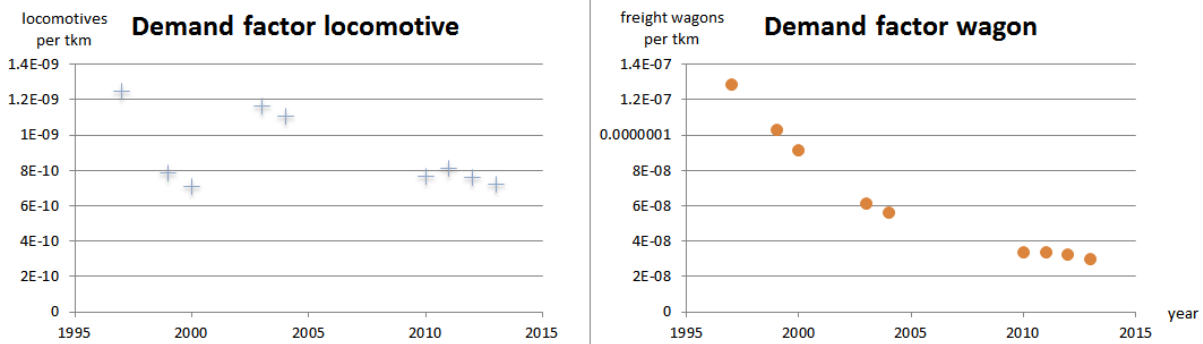 locomotives
per tkm
Demand factor locomotive
1.4E-09
1.2E-09
1E-09
8E-10
6E-10
4E-10
2E-10
0
1995 2000 2005 2010 2015
freight wagons
per tkm
Demand factor wagon
1.4E-07
1.2E-07
0.0000001
8E-08
6E-08
4E-08
2E-08
0
1995 2000 2005 2010 2015
year